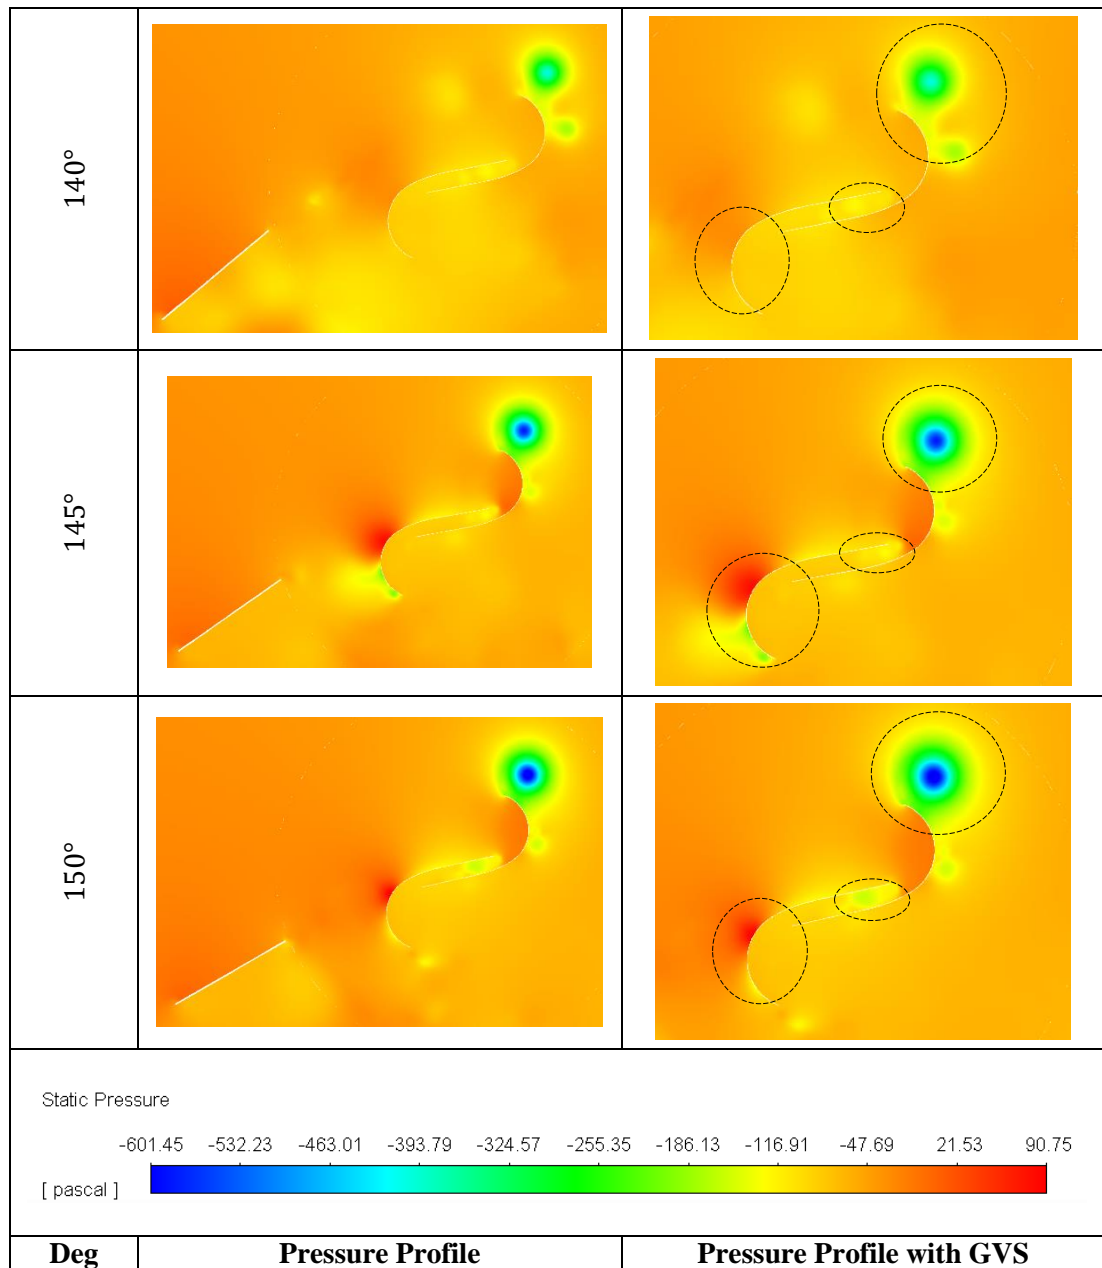 140°
145°
150°
Static Pressure
-601.45 -532.23 -463.01 -393.79 -324.57 -255.35 -186.13 -116.91 -47.69 21.53 90.75
[ pascal ]
Deg Pressure Profile Pressure Profile with GVS